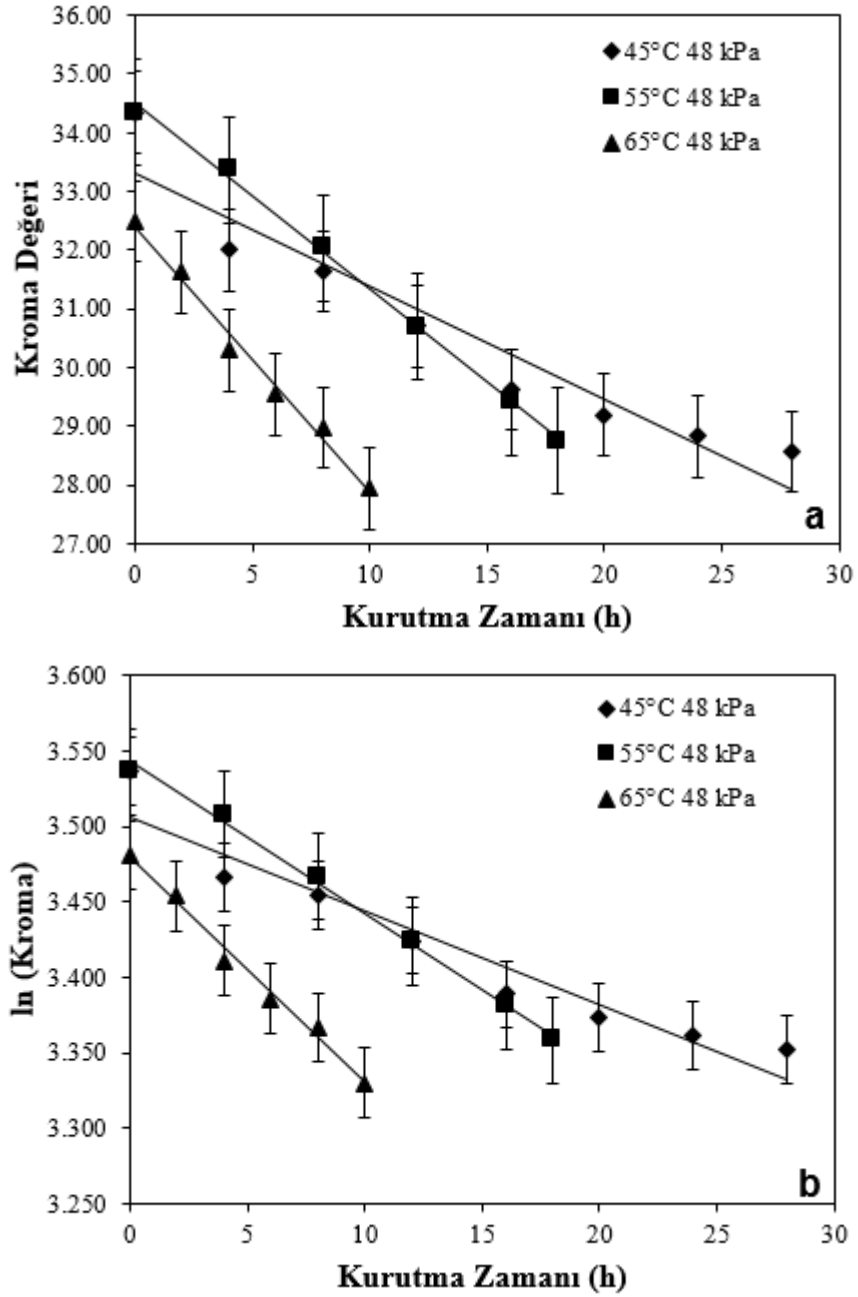 36.00
35.00
34.00
33.00
32.00
31.00
30.00
29.00
28.00
27.00
Kroma Değeri
45°C 48 kPa
55°C 48 kPa
65°C 48 kPa
a
0 5 10 15 20 25 30
Kurutma Zamanı (h)
3.600
3.550
3.500
3.450
3.400
3.350
3.300
3.250
ln (Kroma)
45°C 48 kPa
55°C 48 kPa
65°C 48 kPa
b
0 5 10 15 20 25 30
Kurutma Zamanı (h)